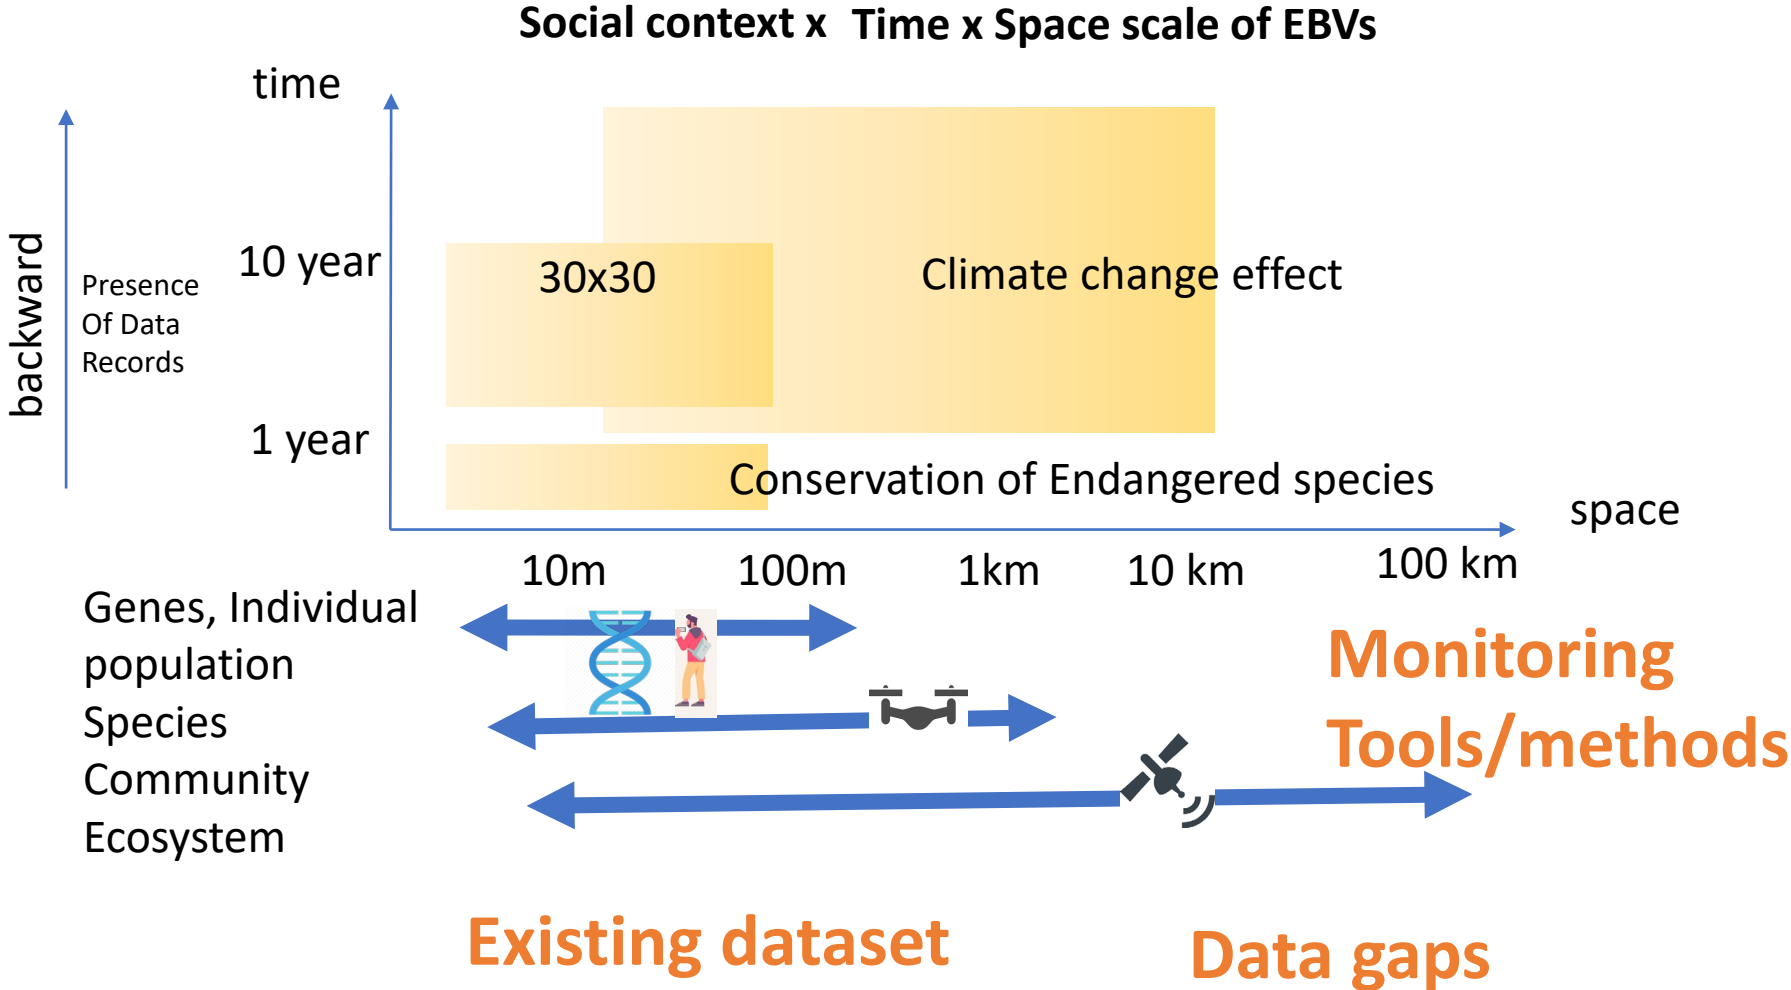 Social context x Time x Space scale of EBVs
time
backward
Presence
Of Data
Records
10 year
30x30
Climate change effect
1 year
Conservation of Endangered species
space
10m
100m
1km
10 km
100 km
Genes, Individual
population
Species
Community
Ecosystem
Monitoring
Tools/methods
Existing dataset
Data gaps